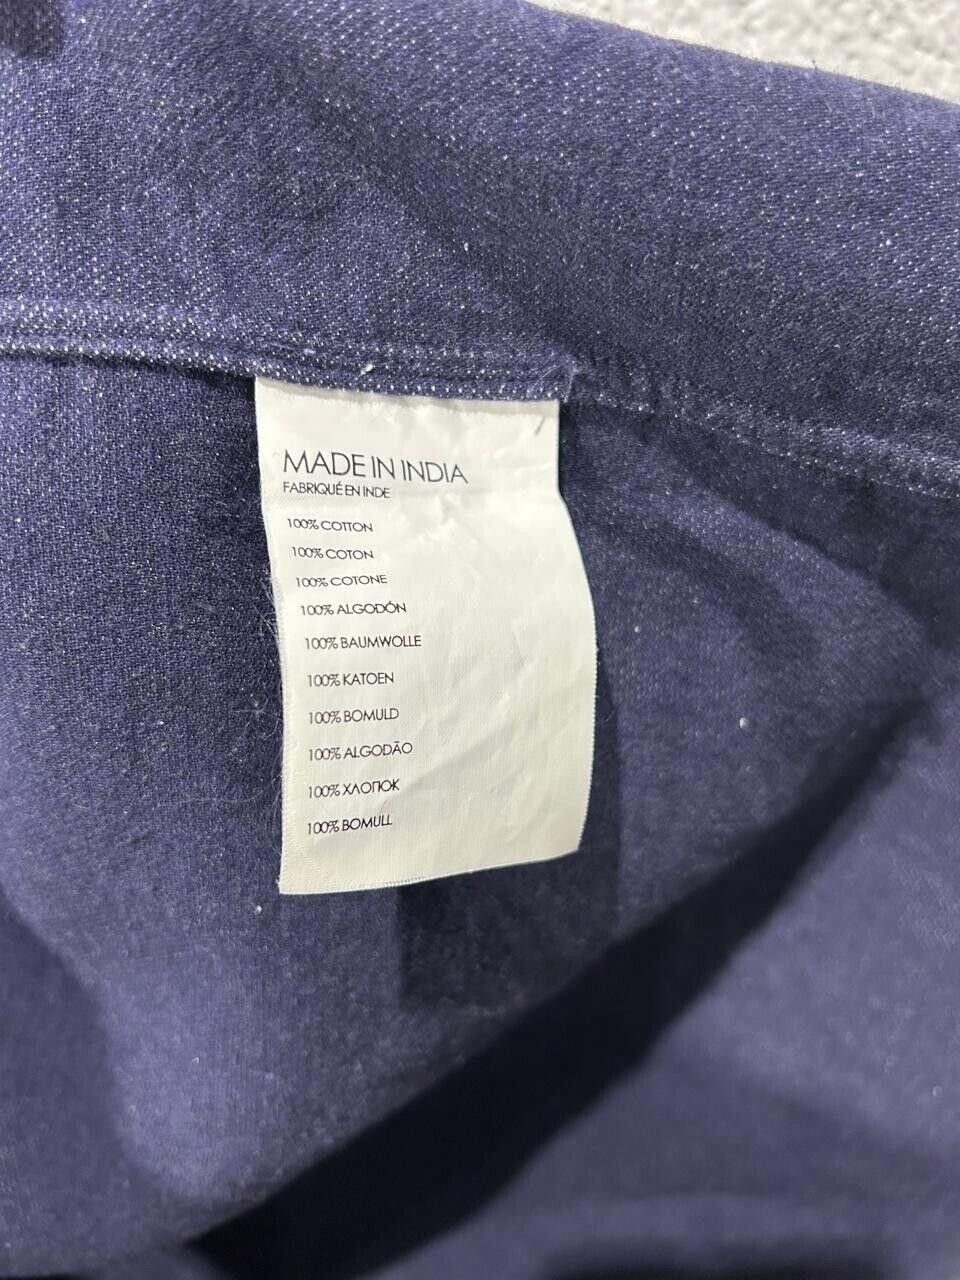 MADE IN INDIA
FABRIQUÉ EN INDE
100% COTTON
100% COTON
100% COTONE
100% ALGODÓN
100% BAUMWOLLE
100% KATOEN
100% BOMULD
100% ALGODÃO
100% ХЛОПОК
100% BOMULL